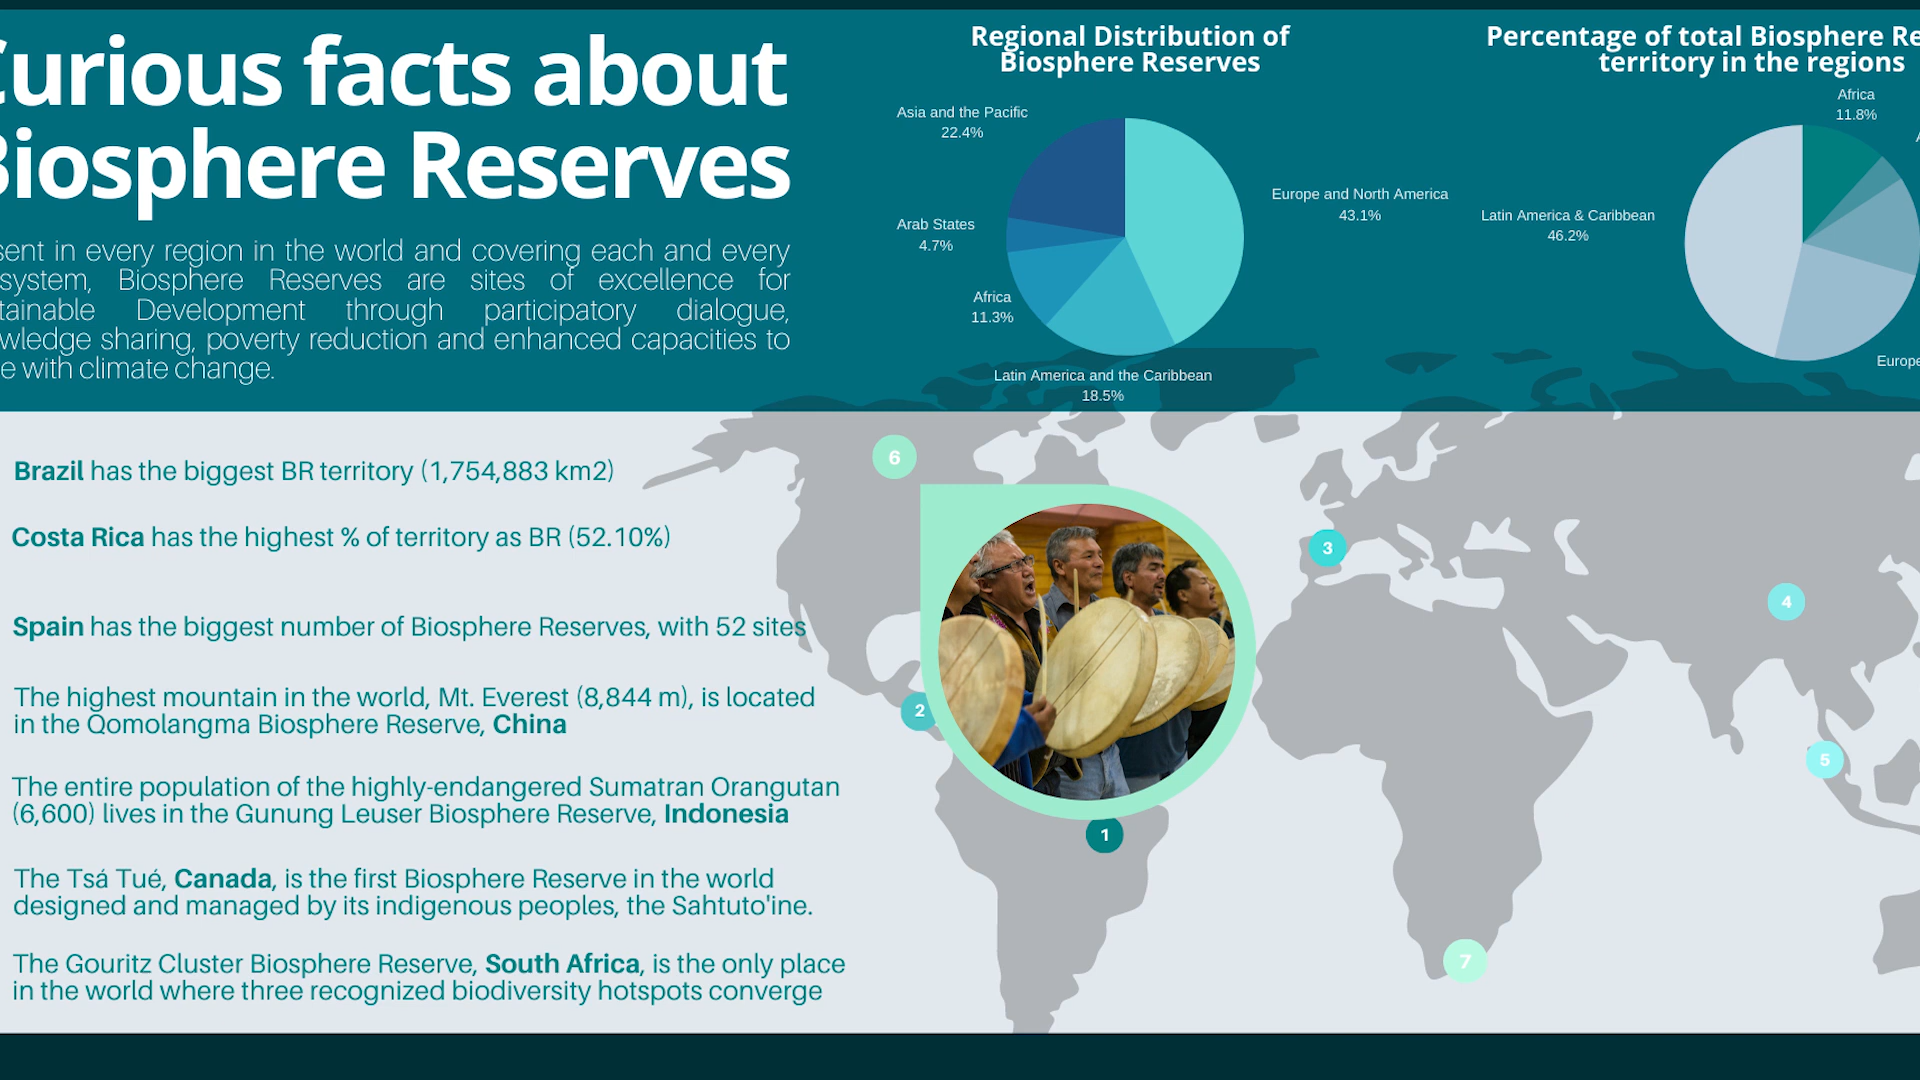 Curious facts about
Biosphere Reserves
sent in every region in the world and covering each and every
system, Biosphere Reserves are sites of excellence for
tainable Development through participatory dialogue,
wledge sharing, poverty reduction and enhanced capacities to
e with climate change.
Regional Distribution of
Biosphere Reserves
Asia and the Pacific
22.4%
Europe and North America
43.1%
Arab States
4.7%
Africa
11.3%
Latin America and the Caribbean
18.5%
Percentage of total Biosphere Re
territory in the regions
Africa
11.8%
A
Latin America & Caribbean
46.2%
Europe
Brazil has the biggest BR territory (1,754,883 km2)
Costa Rica has the highest % of territory as BR (52.10%)
Spain has the biggest number of Biosphere Reserves, with 52 sites
The highest mountain in the world, Mt. Everest (8,844 m), is located
in the Qomolangma Biosphere Reserve, China
The entire population of the highly-endangered Sumatran Orangutan
(6,600) lives in the Gunung Leuser Biosphere Reserve, Indonesia
The Tsá Tué, Canada, is the first Biosphere Reserve in the world
designed and managed by its indigenous peoples, the Sahtuto'ine.
The Gouritz Cluster Biosphere Reserve, South Africa, is the only place
in the world where three recognized biodiversity hotspots converge
6
3
4
2
5
1
7